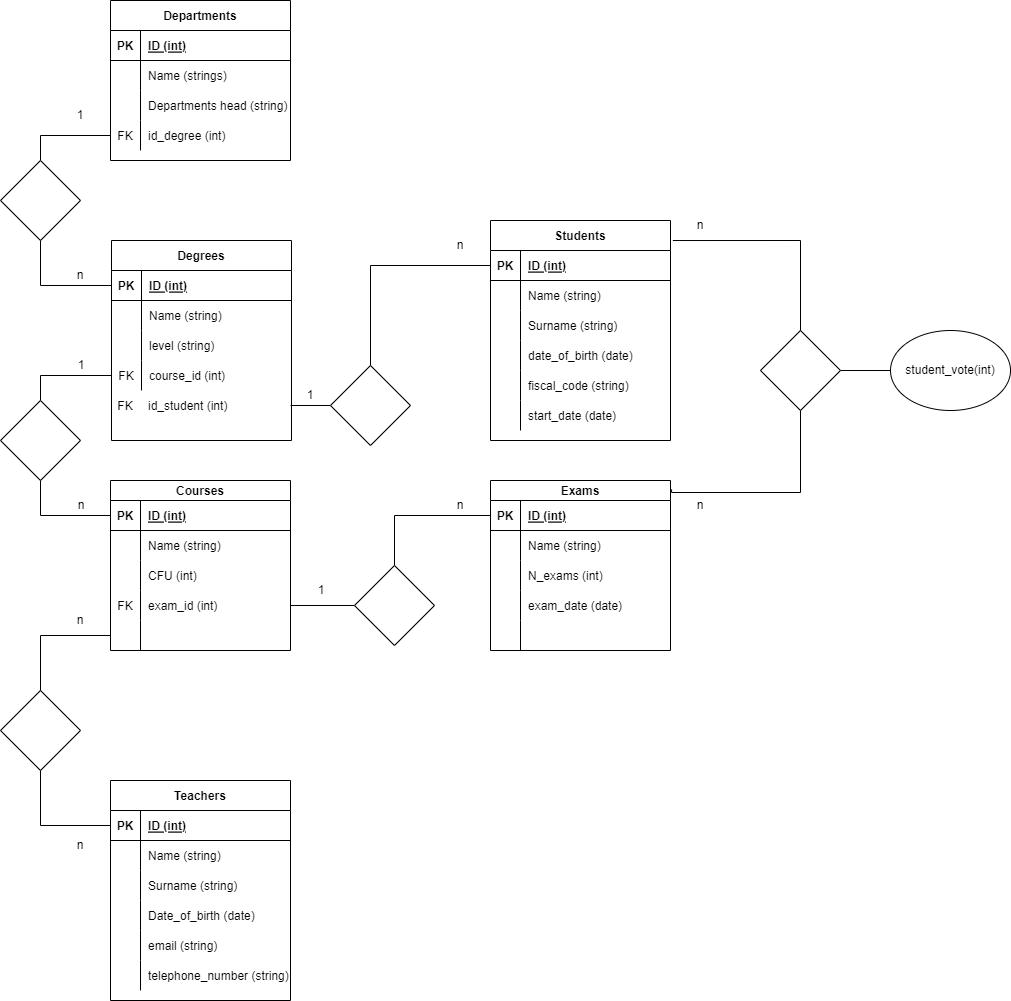 Departments
PK ID (int)
Name (strings)
Departments head (string)
FK id_degree (int)
1
n
Degrees
PK ID (int)
Name (string)
level (string)
FK course_id (int)
FK id_student (int)
1
1
n
n
Students
PK ID (int)
Name (string)
Surname (string)
date_of_birth (date)
fiscal_code (string)
start_date (date)
n
student_vote(int)
n
Courses
PK ID (int)
Name (string)
CFU (int)
FK exam_id (int)
1
n
n
Exams
PK ID (int)
Name (string)
N_exams (int)
exam_date (date)
n
Teachers
PK ID (int)
Name (string)
Surname (string)
Date_of_birth (date)
email (string)
telephone_number (string)